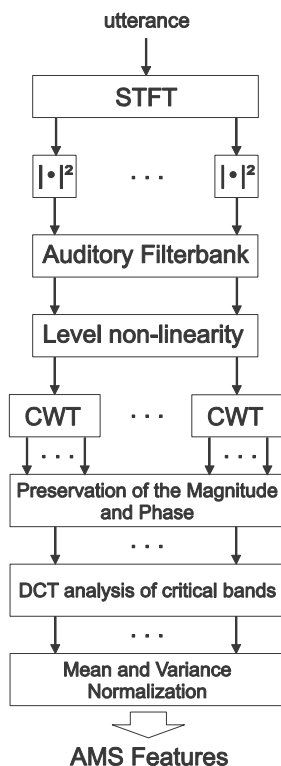 utterance
STFT
|•|² . . . |•|²
Auditory Filterbank
Level non-linearity
CWT . . . CWT
. . . . . .
Preservation of the Magnitude
and Phase
. . .
DCT analysis of critical bands
. . .
Mean and Variance
Normalization
AMS Features